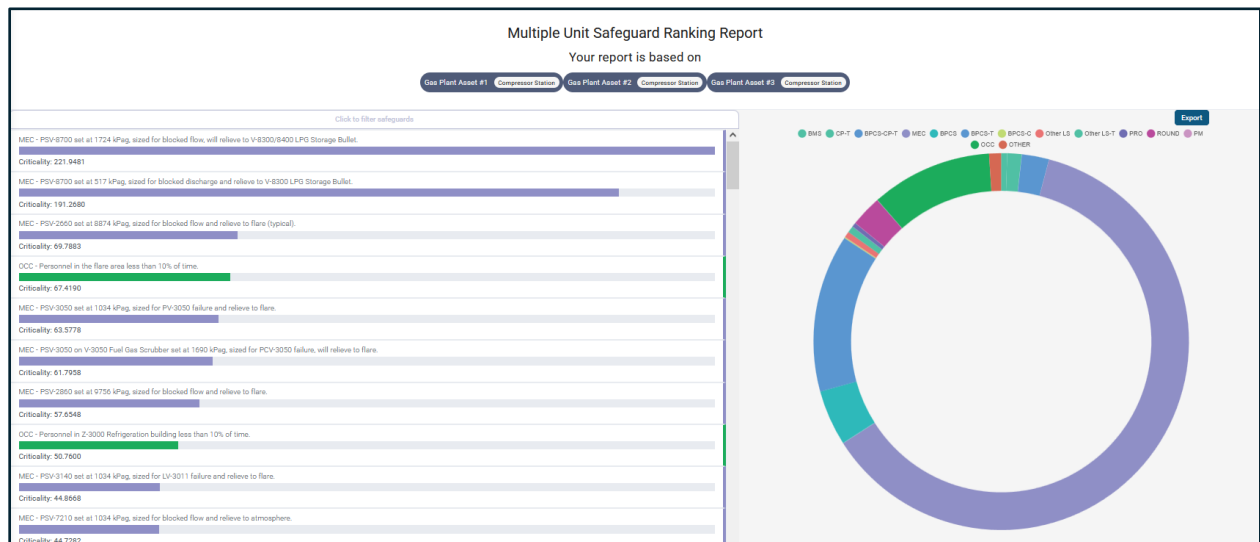 Multiple Unit Safeguard Ranking Report
Your report is based on
Gas Plant Asset #1 Compressor Station Gas Plant Asset #2 Compressor Station Gas Plant Asset #3 Compressor Station
Click to filter safeguards
MEC - PSV-8700 set at 1724 kPag, sized for blocked flow, will relieve to V-8300/8400 LPG Storage Bullet.
Criticality: 221.9481
MEC - PSV-8700 set at 517 kPag, sized for blocked discharge and relieve to V-8300 LPG Storage Bullet.
Criticality: 191.2680
MEC - PSV-2660 set at 8874 kPag, sized for blocked flow and relieve to flare (typical).
Criticality: 69.7883
OCC - Personnel in the flare area less than 10% of time.
Criticality: 67.4190
MEC - PSV-3050 set at 1034 kPag, sized for PV-3050 failure and relieve to flare.
Criticality: 63.5778
MEC - PSV-3050 on V-3050 Fuel Gas Scrubber set at 1690 kPag, sized for PCV-3050 failure, will relieve to flare.
Criticality: 61.7958
MEC - PSV-2860 set at 9756 kPag, sized for blocked flow and relieve to flare.
Criticality: 57.6548
OCC - Personnel in Z-3000 Refrigeration building less than 10% of time.
Criticality: 50.7600
MEC - PSV-3140 set at 1034 kPag, sized for LV-3011 failure and relieve to flare.
Criticality: 44.8668
MEC - PSV-7210 set at 1034 kPag, sized for blocked flow and relieve to atmosphere.
Criticality: 44.7282
Export
BMS CP-T BPCS-CP-T MEC BPCS BPCS-T BPCS-C Other LS Other LS-T PRO ROUND PM
OCC OTHER